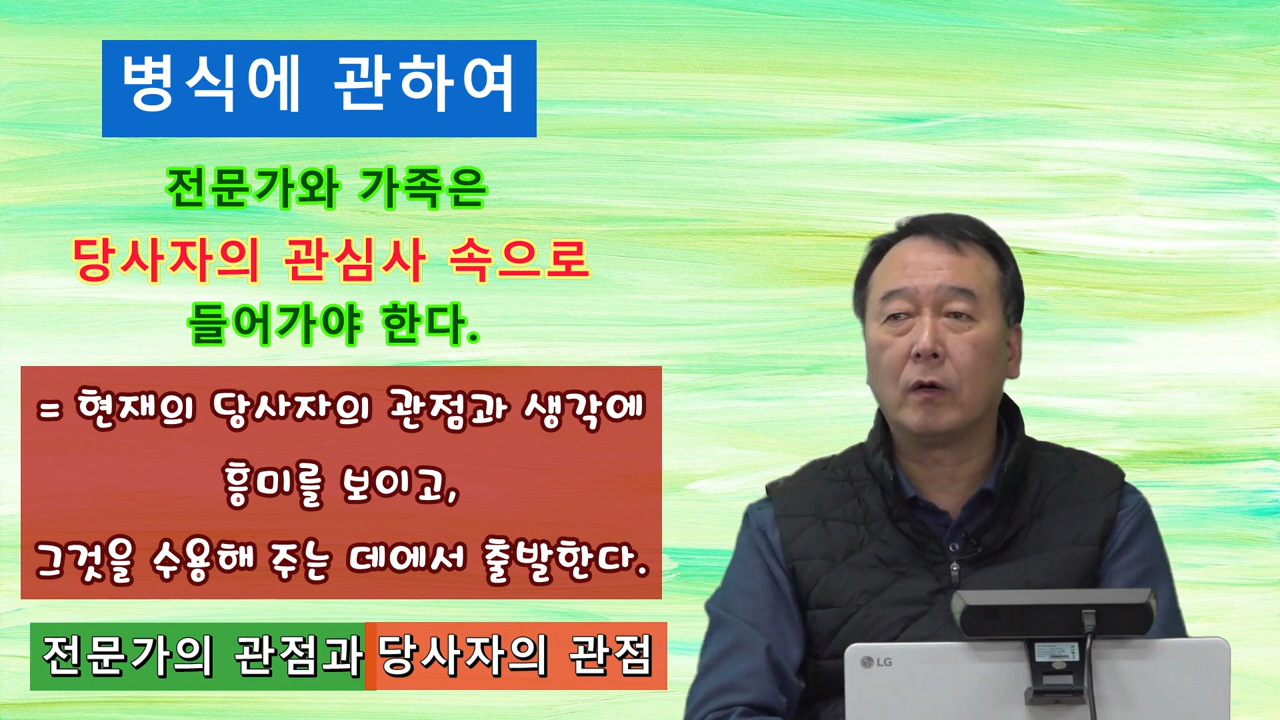 병식에 관하여
전문가와 가족은
당사자의 관심사 속으로
들어가야 한다.
= 현재의 당사자의 관점과 생각에
흥미를 보이고,
그것을 수용해 주는 데에서 출발한다.
전문가의 관점과 당사자의 관점
LG